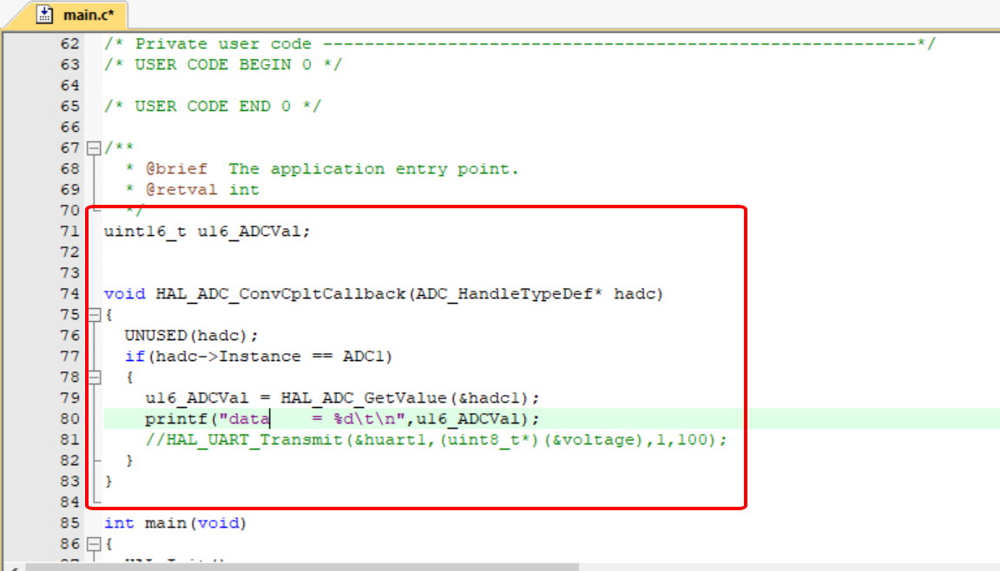 main.c*
62 /* Private user code ---------------------------------------------------------*/
63 /* USER CODE BEGIN 0 */
64
65 /* USER CODE END 0 */
66
67 /**
68 * @brief  The application entry point.
69 * @retval int
70 */
71 uint16_t u16_ADCVal;
72
73
74 void HAL_ADC_ConvCpltCallback(ADC_HandleTypeDef* hadc)
75 {
76 UNUSED(hadc);
77 if(hadc->Instance == ADC1)
78 {
79 u16_ADCVal = HAL_ADC_GetValue(&hadc1);
80 printf("data    = %d\t\n",u16_ADCVal);
81 //HAL_UART_Transmit(&huart1,(uint8_t*)(&voltage),1,100);
82 }
83 }
84
85 int main(void)
86 {